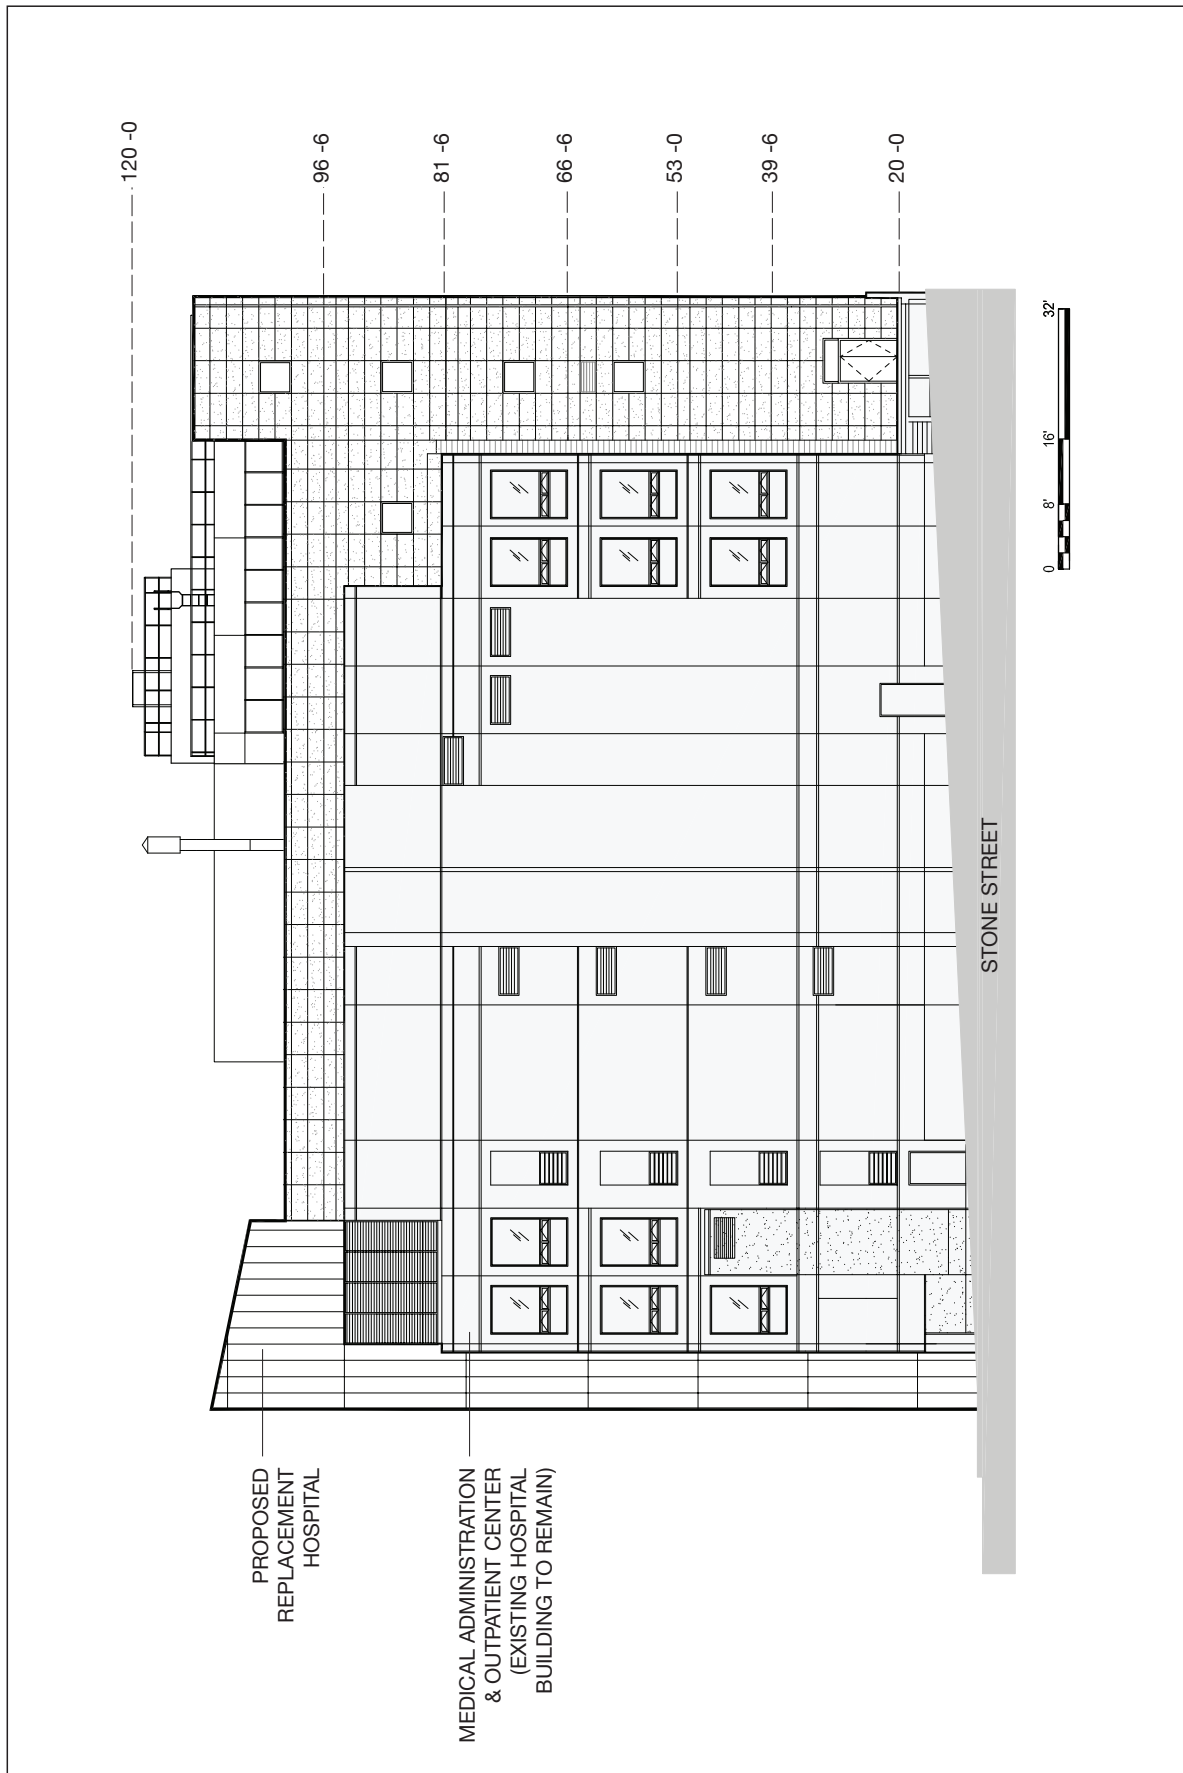 PROPOSED
REPLACEMENT
HOSPITAL
MEDICAL ADMINISTRATION
& OUTPATIENT CENTER
(EXISTING HOSPITAL
BUILDING TO REMAIN)
120 -0
96 -6
81 -6
66 -6
53 -0
39 -6
20 -0
STONE STREET
0 8' 16' 32'